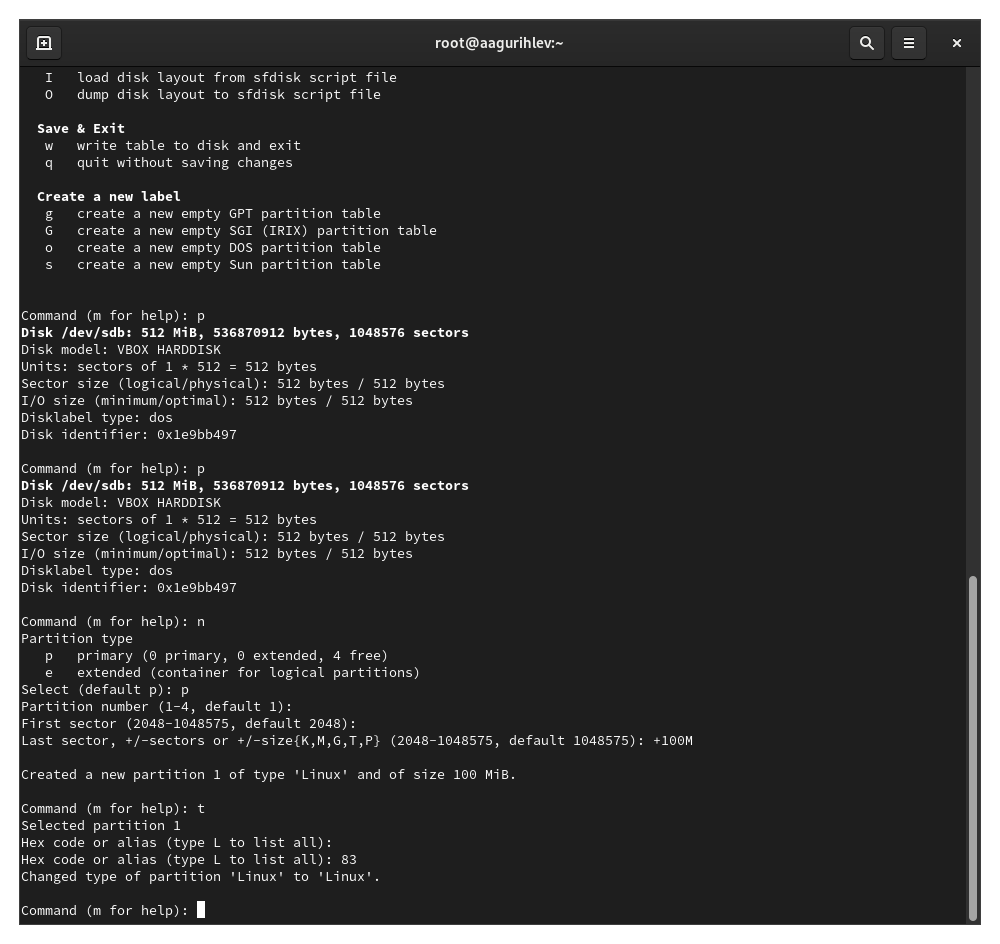 root@aagurihlev:~
I   load disk layout from sfdisk script file
O   dump disk layout to sfdisk script file
Save & Exit
w   write table to disk and exit
q   quit without saving changes
Create a new label
g   create a new empty GPT partition table
G   create a new empty SGI (IRIX) partition table
o   create a new empty DOS partition table
s   create a new empty Sun partition table
Command (m for help): p
Disk /dev/sdb: 512 MiB, 536870912 bytes, 1048576 sectors
Disk model: VBOX HARDDISK
Units: sectors of 1 * 512 = 512 bytes
Sector size (logical/physical): 512 bytes / 512 bytes
I/O size (minimum/optimal): 512 bytes / 512 bytes
Disklabel type: dos
Disk identifier: 0x1e9bb497
Command (m for help): p
Disk /dev/sdb: 512 MiB, 536870912 bytes, 1048576 sectors
Disk model: VBOX HARDDISK
Units: sectors of 1 * 512 = 512 bytes
Sector size (logical/physical): 512 bytes / 512 bytes
I/O size (minimum/optimal): 512 bytes / 512 bytes
Disklabel type: dos
Disk identifier: 0x1e9bb497
Command (m for help): n
Partition type
p   primary (0 primary, 0 extended, 4 free)
e   extended (container for logical partitions)
Select (default p): p
Partition number (1-4, default 1):
First sector (2048-1048575, default 2048):
Last sector, +/-sectors or +/-size{K,M,G,T,P} (2048-1048575, default 1048575): +100M
Created a new partition 1 of type 'Linux' and of size 100 MiB.
Command (m for help): t
Selected partition 1
Hex code or alias (type L to list all):
Hex code or alias (type L to list all): 83
Changed type of partition 'Linux' to 'Linux'.
Command (m for help):